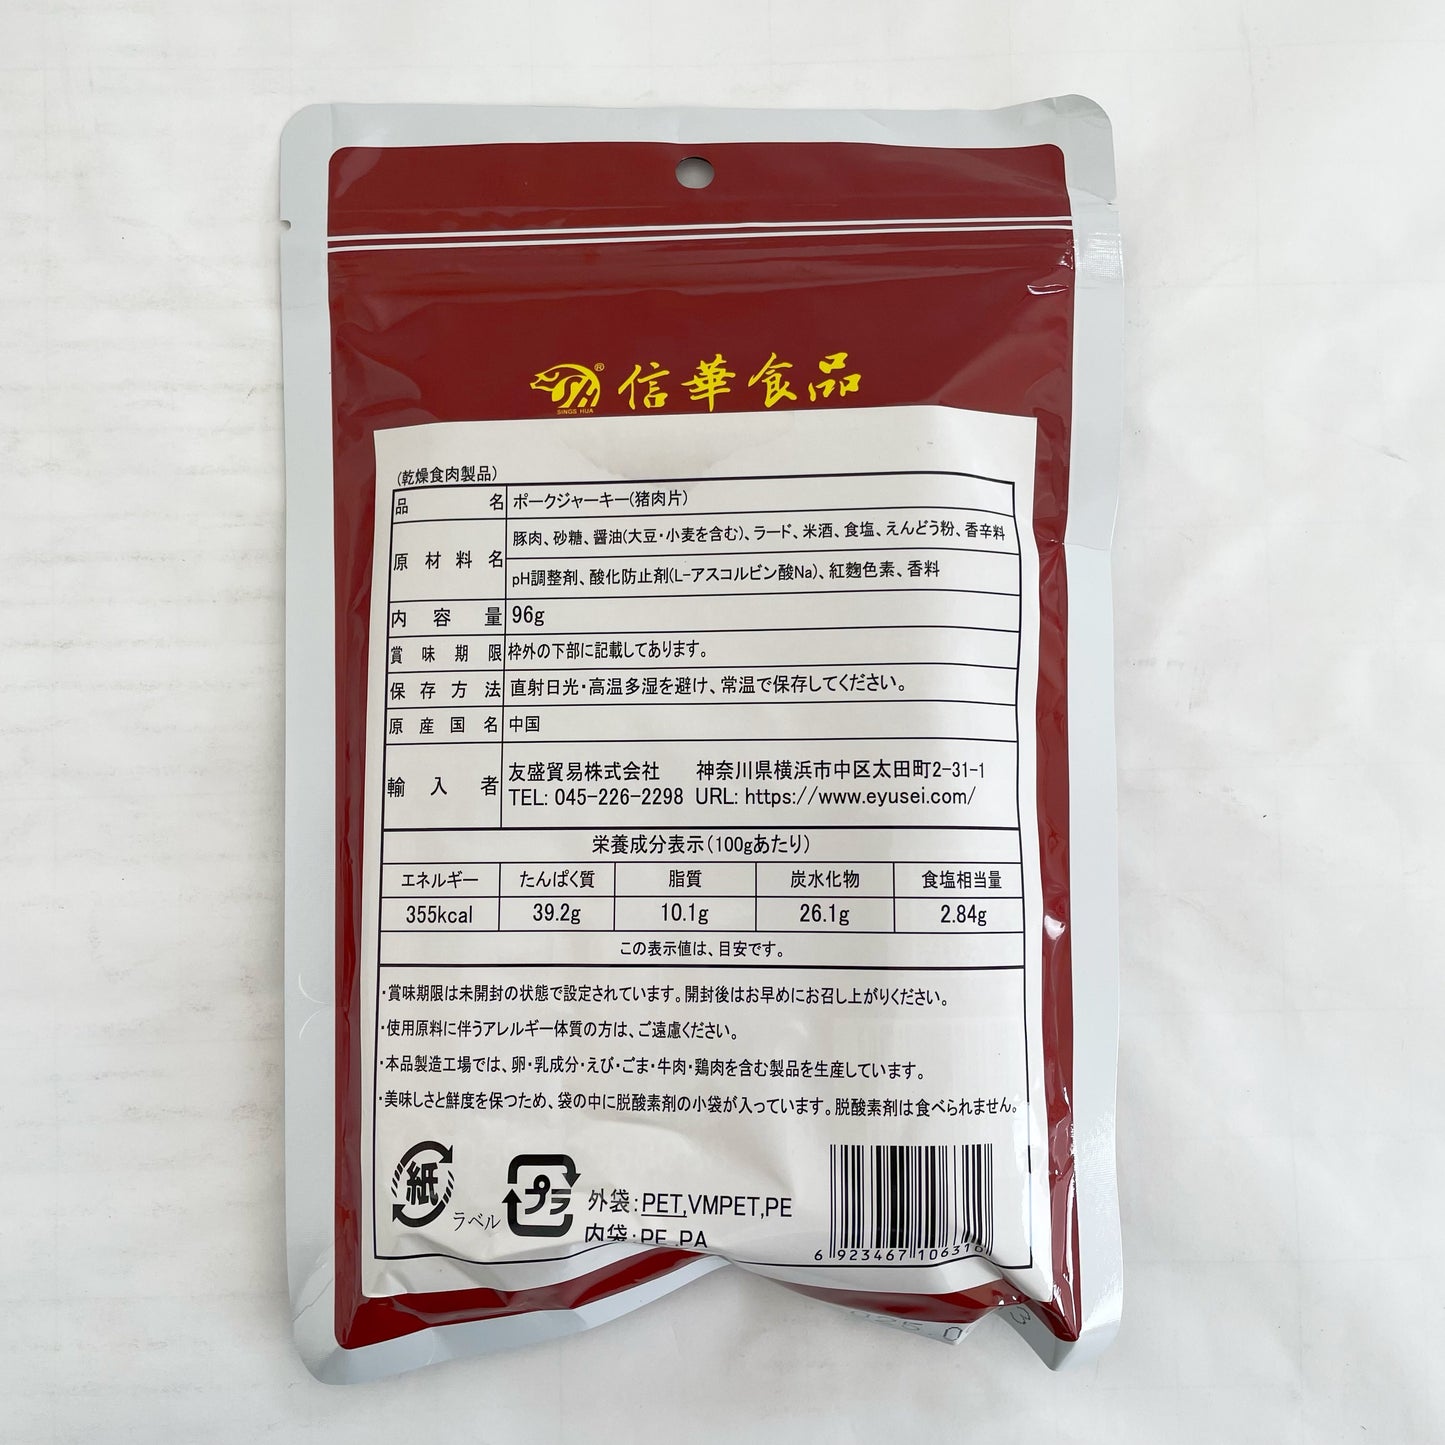 SINGS HUA ® 信華食品
(乾燥食肉製品)
品名 ポークジャーキー(猪肉片)
原材料名 豚肉、砂糖、醤油(大豆・小麦を含む)、ラード、米酒、食塩、えんどう粉、香辛料
pH調整剤、酸化防止剤(L-アスコルビン酸Na)、紅麹色素、香料
内容量 96g
賞味期限 枠外の下部に記載してあります。
保存方法 直射日光・高温多湿を避け、常温で保存してください。
原産国名 中国
輸入者 友盛貿易株式会社 神奈川県横浜市中区太田町2-31-1
TEL: 045-226-2298 URL: https://www.eyusei.com/
栄養成分表示(100gあたり)
エネルギー たんぱく質 脂質 炭水化物 食塩相当量
355kcal 39.2g 10.1g 26.1g 2.84g
この表示値は、目安です。
・賞味期限は未開封の状態で設定されています。開封後はお早めにお召し上がりください。
・使用原料に伴うアレルギー体質の方は、ご遠慮ください。
・本品製造工場では、卵・乳成分・えび・ごま・牛肉・鶏肉を含む製品を生産しています。
・美味しさと鮮度を保つため、袋の中に脱酸素剤の小袋が入っています。脱酸素剤は食べられません。
紙 ラベル プラ 外袋:PET,VMPET,PE
内袋:PE,PA
6 923467 106316